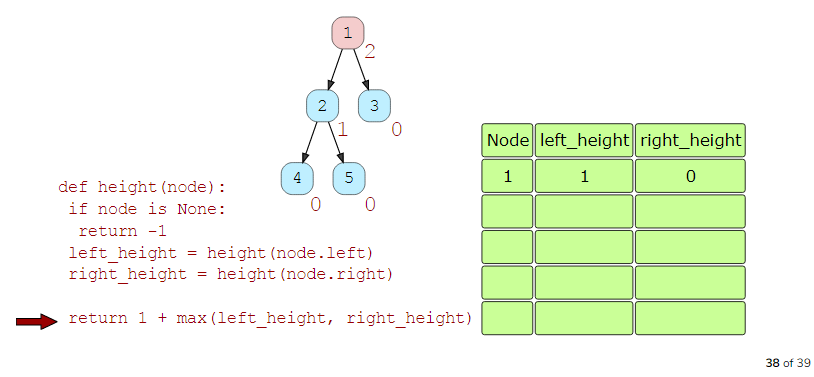 1
2
2
3
1
0
4
5
0
0
def height(node):
if node is None:
return -1
left_height = height(node.left)
right_height = height(node.right)
return 1 + max(left_height, right_height)
Node left_height right_height
1 1 0
38 of 39